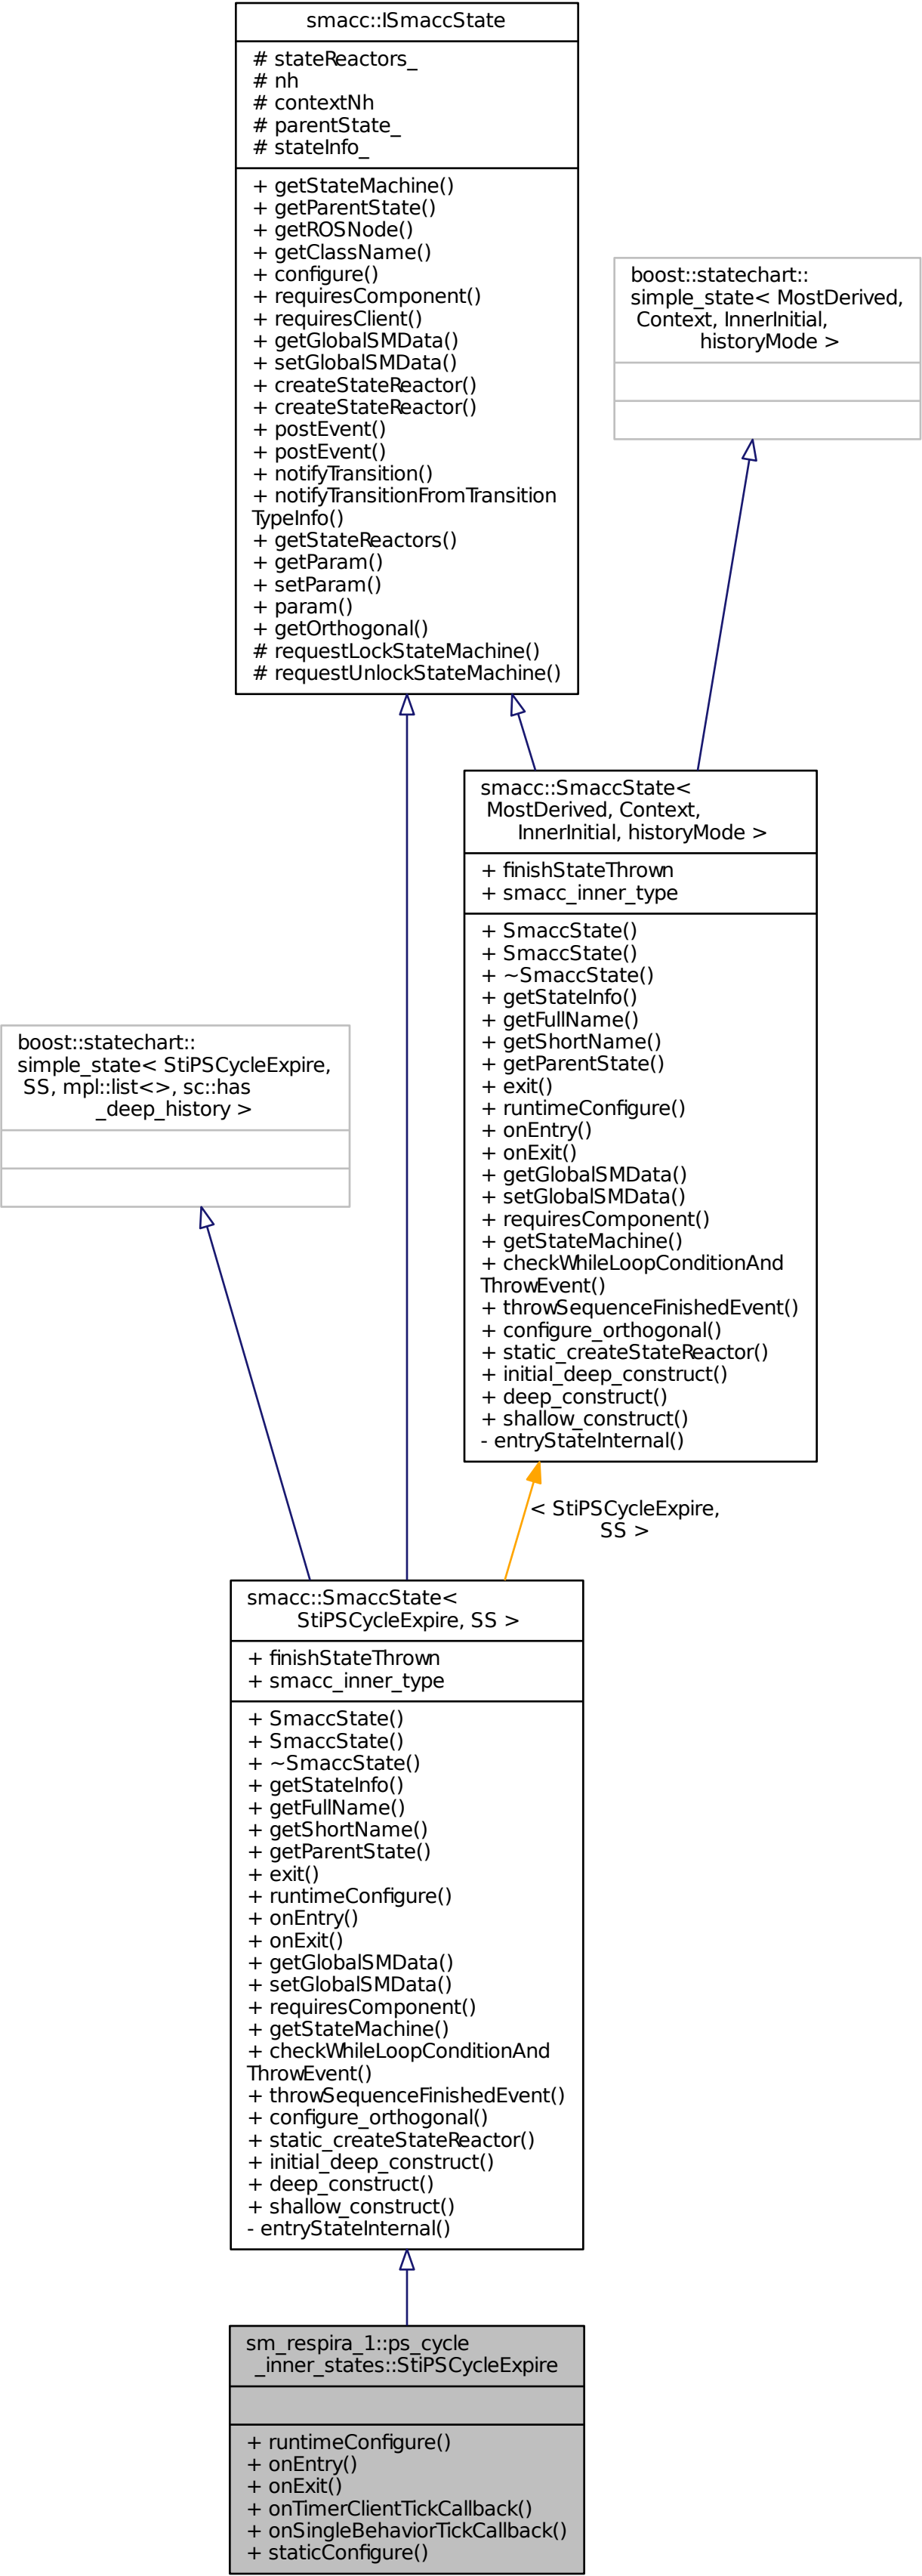 smacc::ISmaccState
# stateReactors_
# nh
# contextNh
# parentState_
# stateInfo_
+ getStateMachine()
+ getParentState()
+ getROSNode()
+ getClassName()
+ configure()
+ requiresComponent()
+ requiresClient()
+ getGlobalSMData()
+ setGlobalSMData()
+ createStateReactor()
+ createStateReactor()
+ postEvent()
+ postEvent()
+ notifyTransition()
+ notifyTransitionFromTransition
TypeInfo()
+ getStateReactors()
+ getParam()
+ setParam()
+ param()
+ getOrthogonal()
# requestLockStateMachine()
# requestUnlockStateMachine()
boost::statechart::
simple_state< MostDerived,
Context, InnerInitial,
historyMode >
smacc::SmaccState<
MostDerived, Context,
InnerInitial, historyMode >
+ finishStateThrown
+ smacc_inner_type
+ SmaccState()
+ SmaccState()
+ ~SmaccState()
+ getStateInfo()
+ getFullName()
+ getShortName()
+ getParentState()
+ exit()
+ runtimeConfigure()
+ onEntry()
+ onExit()
+ getGlobalSMData()
+ setGlobalSMData()
+ requiresComponent()
+ getStateMachine()
+ checkWhileLoopConditionAnd
ThrowEvent()
+ throwSequenceFinishedEvent()
+ configure_orthogonal()
+ static_createStateReactor()
+ initial_deep_construct()
+ deep_construct()
+ shallow_construct()
- entryStateInternal()
boost::statechart::
simple_state< StiPSCycleExpire,
SS, mpl::list<>, sc::has
_deep_history >
< StiPSCycleExpire,
SS >
smacc::SmaccState<
StiPSCycleExpire, SS >
+ finishStateThrown
+ smacc_inner_type
+ SmaccState()
+ SmaccState()
+ ~SmaccState()
+ getStateInfo()
+ getFullName()
+ getShortName()
+ getParentState()
+ exit()
+ runtimeConfigure()
+ onEntry()
+ onExit()
+ getGlobalSMData()
+ setGlobalSMData()
+ requiresComponent()
+ getStateMachine()
+ checkWhileLoopConditionAnd
ThrowEvent()
+ throwSequenceFinishedEvent()
+ configure_orthogonal()
+ static_createStateReactor()
+ initial_deep_construct()
+ deep_construct()
+ shallow_construct()
- entryStateInternal()
sm_respira_1::ps_cycle
_inner_states::StiPSCycleExpire
+ runtimeConfigure()
+ onEntry()
+ onExit()
+ onTimerClientTickCallback()
+ onSingleBehaviorTickCallback()
+ staticConfigure()